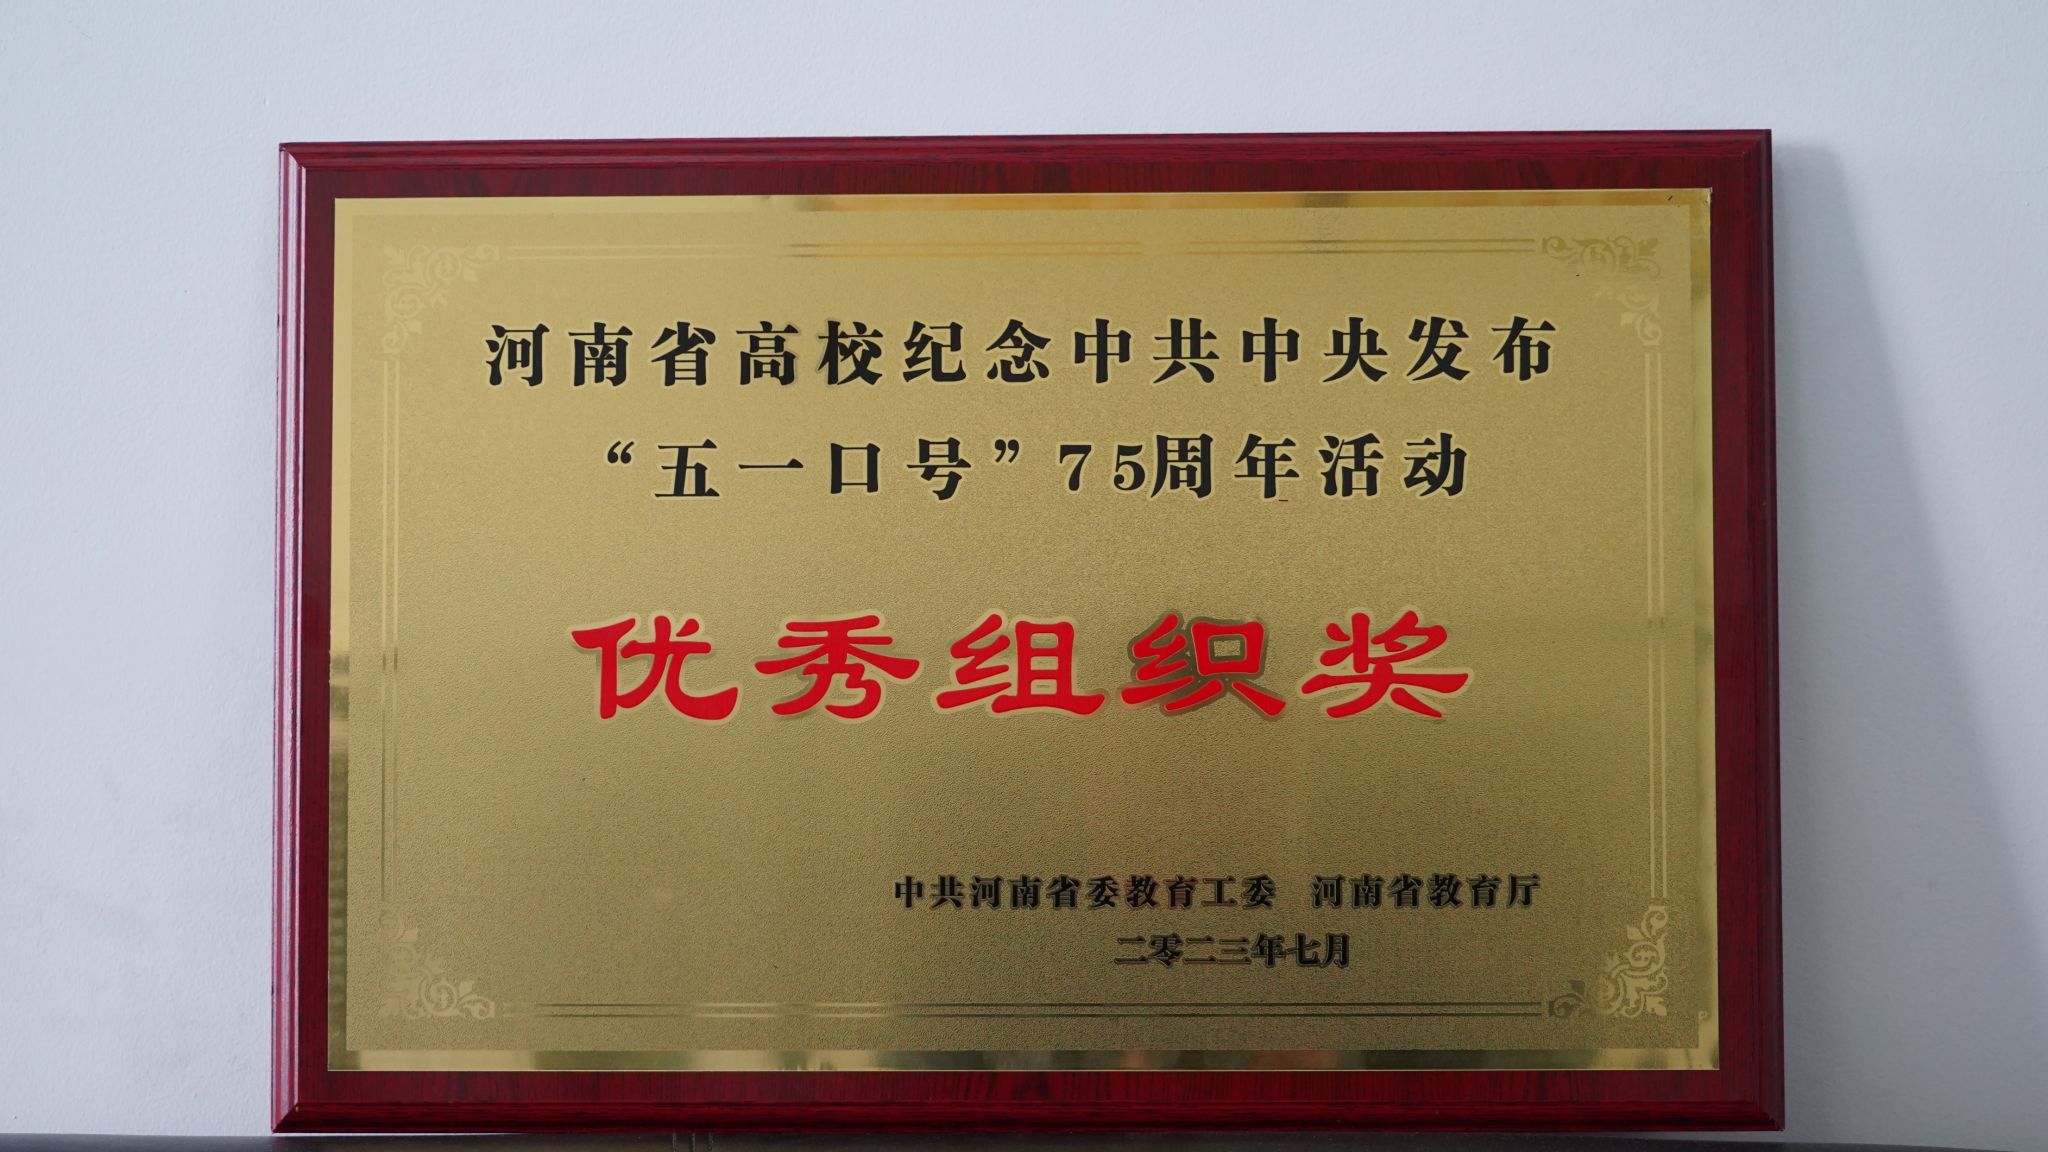 河南省高校纪念中共中央发布
“五一口号”75周年活动
优秀组织奖
中共河南省委教育工委 河南省教育厅
二零二三年七月